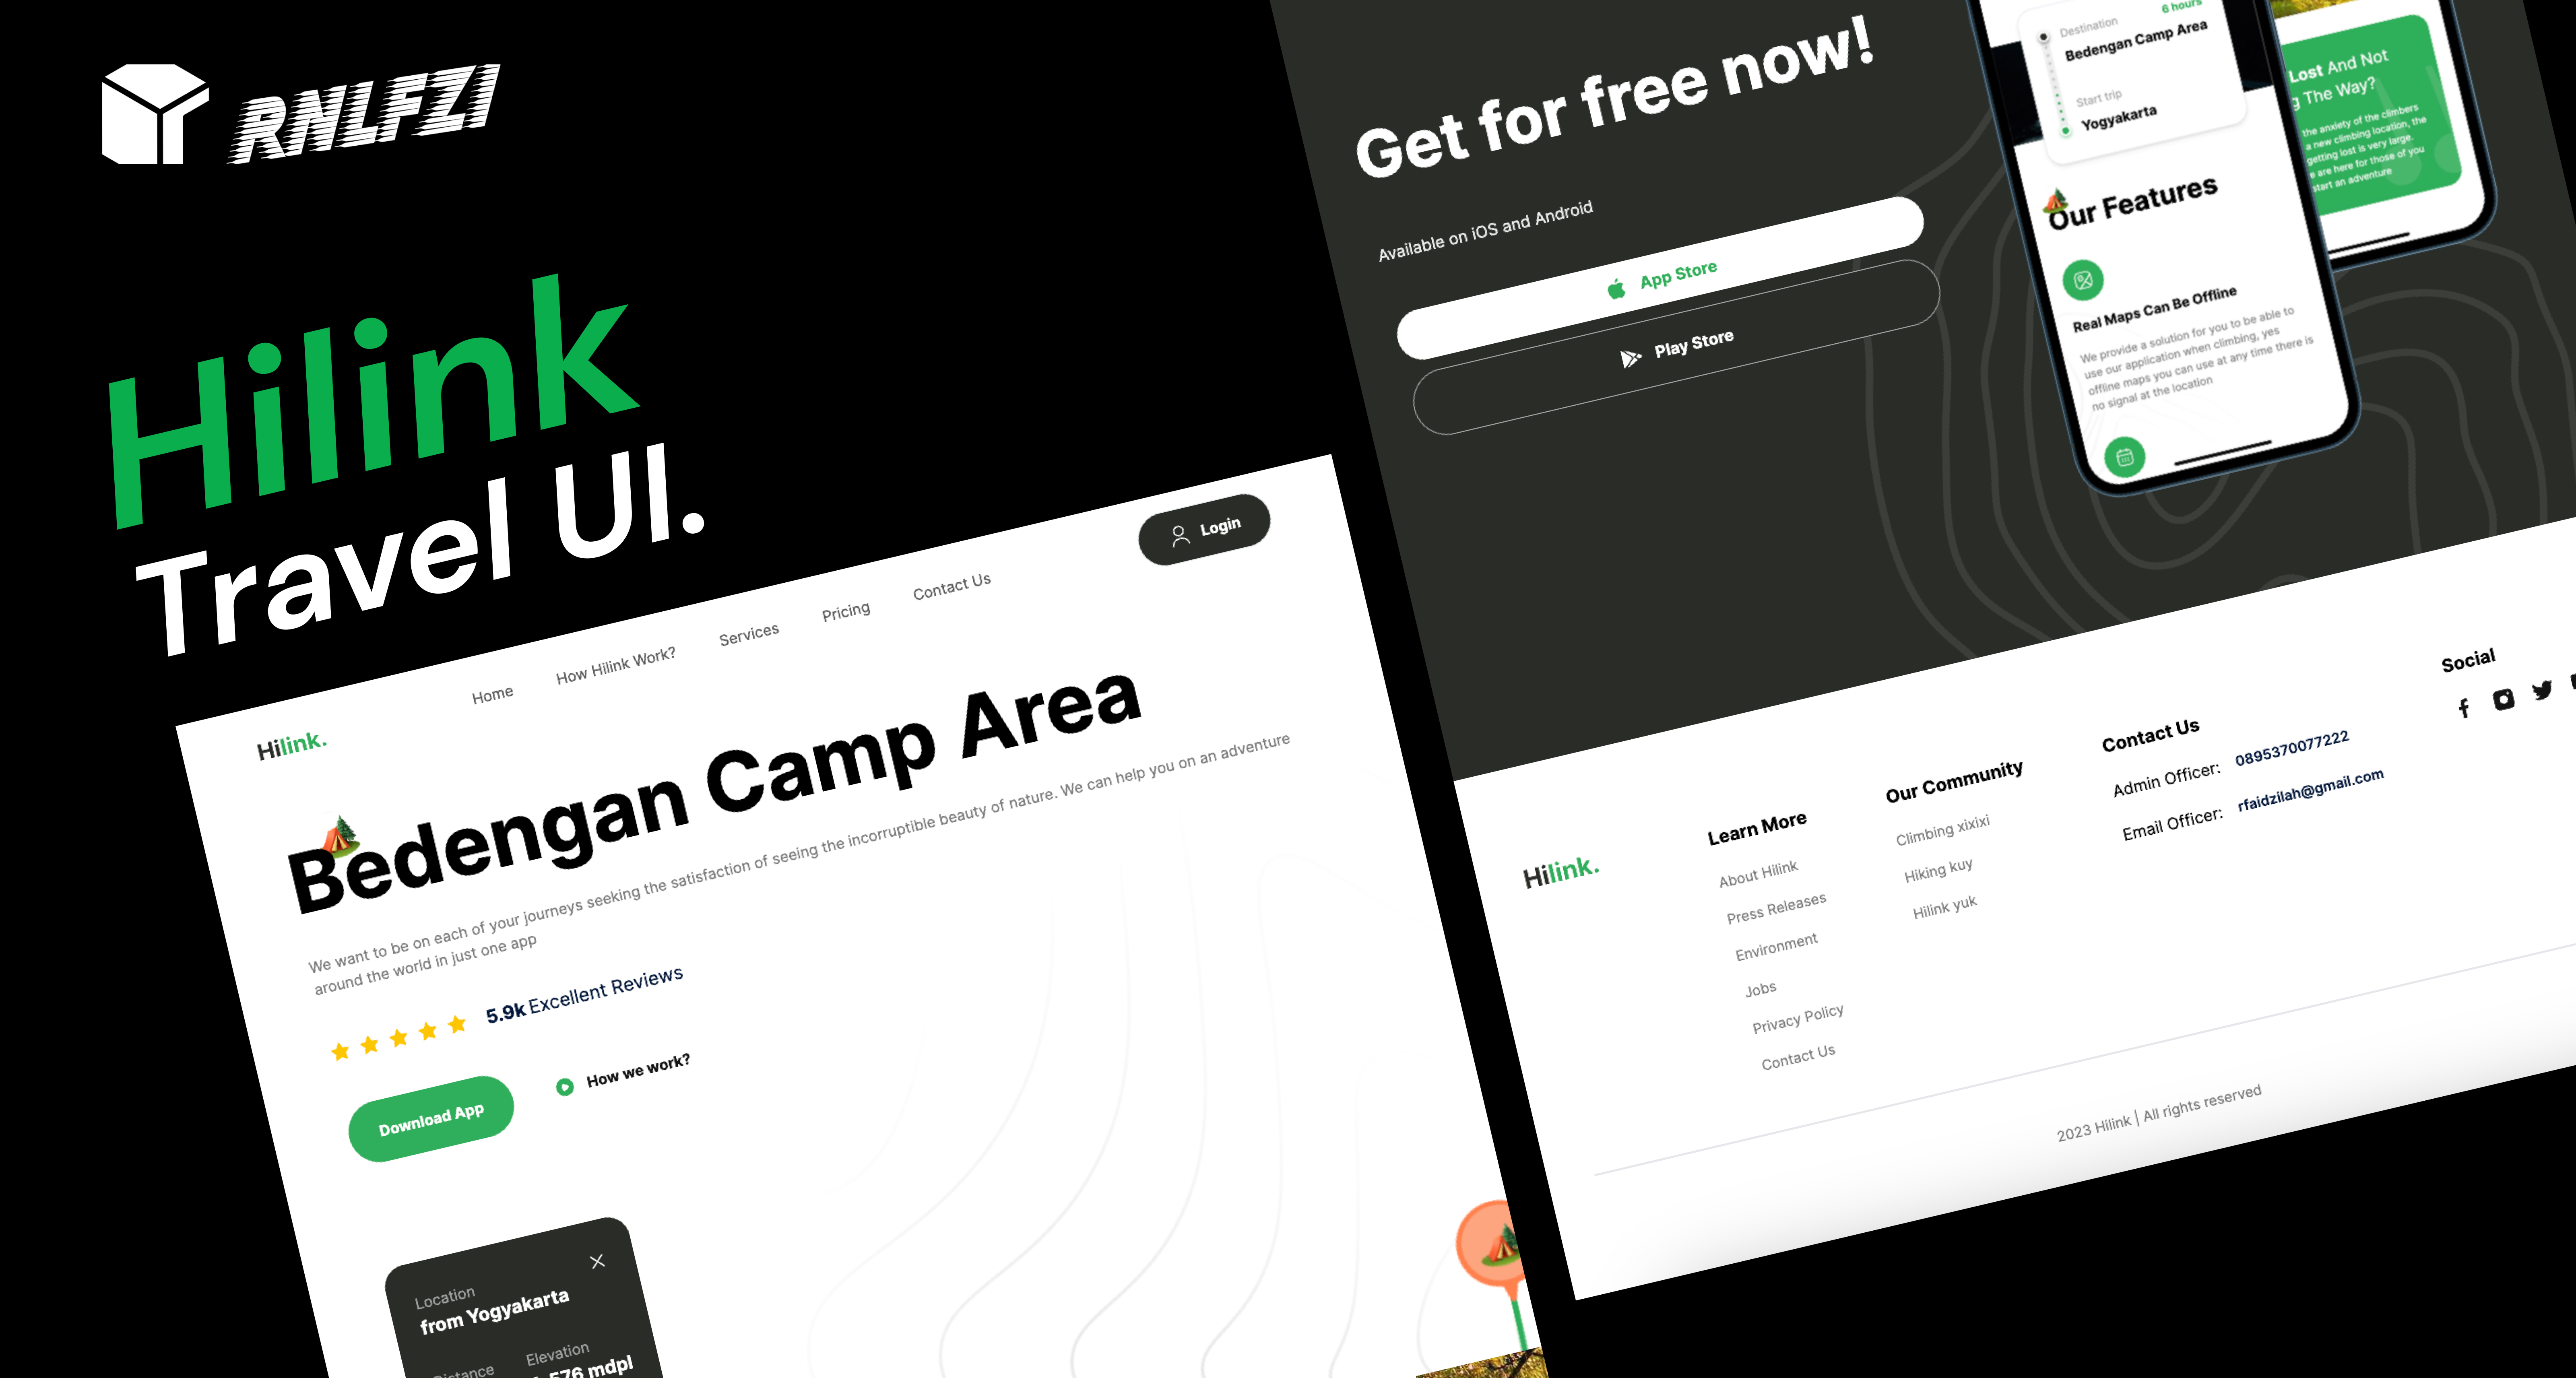 RNLFZI
Hilink
Travel UI.
Hilink.
Home
How Hilink Work?
Services
Pricing
Contact Us
Login
Bedengan Camp Area
We want to be on each of your journeys seeking the satisfaction of seeing the incorruptible beauty of nature. We can help you on an adventure
around the world in just one app
5.9k Excellent Reviews
Download App
How we work?
Location
from Yogyakarta
Distance
Elevation
576 mdpl
Get for free now!
Available on iOS and Android
App Store
Play Store
Destination
6 hours
Bedengan Camp Area
Start trip
Yogyakarta
Our Features
Real Maps Can Be Offline
We provide a solution for you to be able to
use our application when climbing, yes
offline maps you can use at any time there is
no signal at the location
Lost And Not
The Way?
the anxiety of the climbers
a new climbing location, the
getting lost is very large.
are here for those of you
start an adventure
Hilink.
Learn More
About Hilink
Press Releases
Environment
Jobs
Privacy Policy
Contact Us
Our Community
Climbing xixixi
Hiking kuy
Hilink yuk
Contact Us
Admin Officer: 0895370077222
Email Officer: rfaidzilah@gmail.com
Social
2023 Hilink | All rights reserved